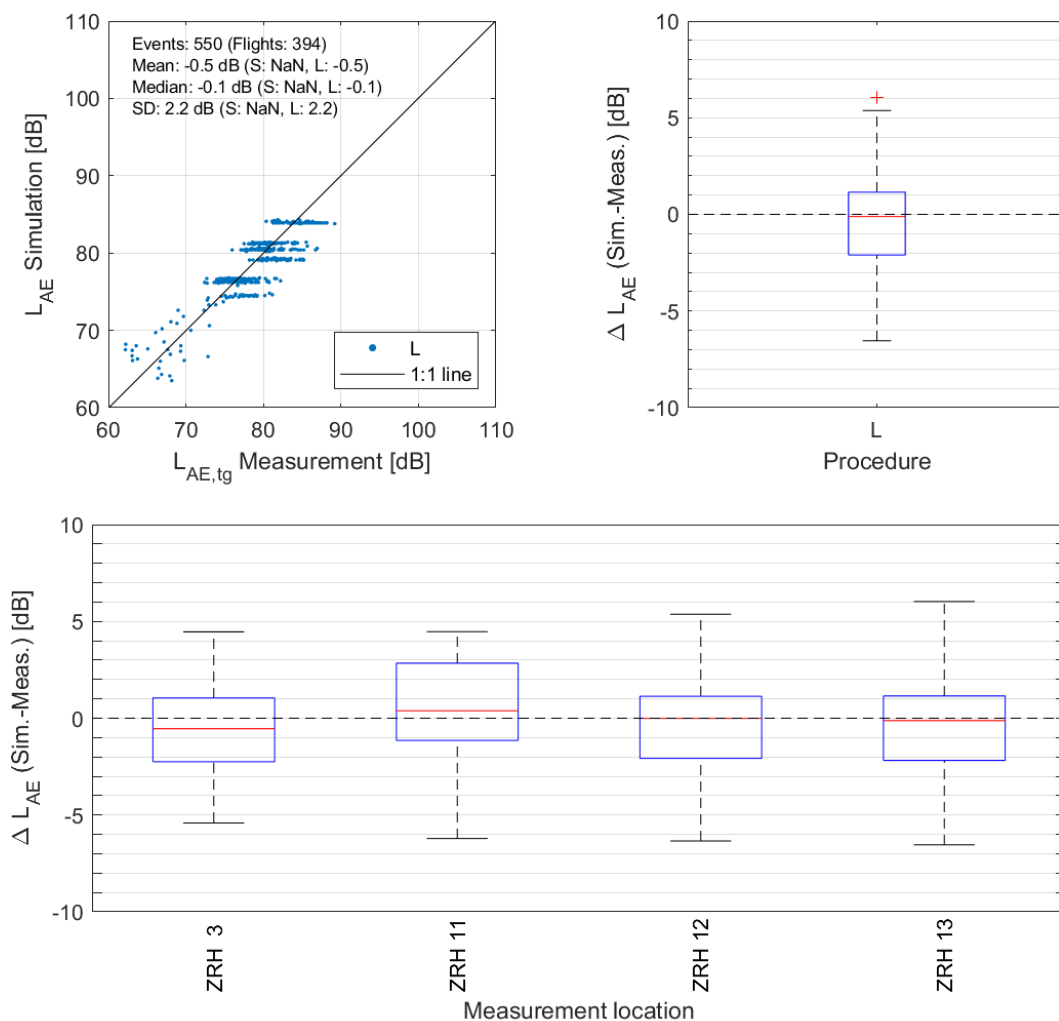 110
100
90
80
70
60
L_AE Simulation [dB]
Events: 550 (Flights: 394)
Mean: -0.5 dB (S: NaN, L: -0.5)
Median: -0.1 dB (S: NaN, L: -0.1)
SD: 2.2 dB (S: NaN, L: 2.2)
L
1:1 line
60 70 80 90 100 110
L_AE,tg Measurement [dB]
10
5
0
-5
-10
Δ L_AE (Sim.-Meas.) [dB]
L
Procedure
10
5
0
-5
-10
Δ L_AE (Sim.-Meas.) [dB]
ZRH 3
ZRH 11
ZRH 12
ZRH 13
Measurement location